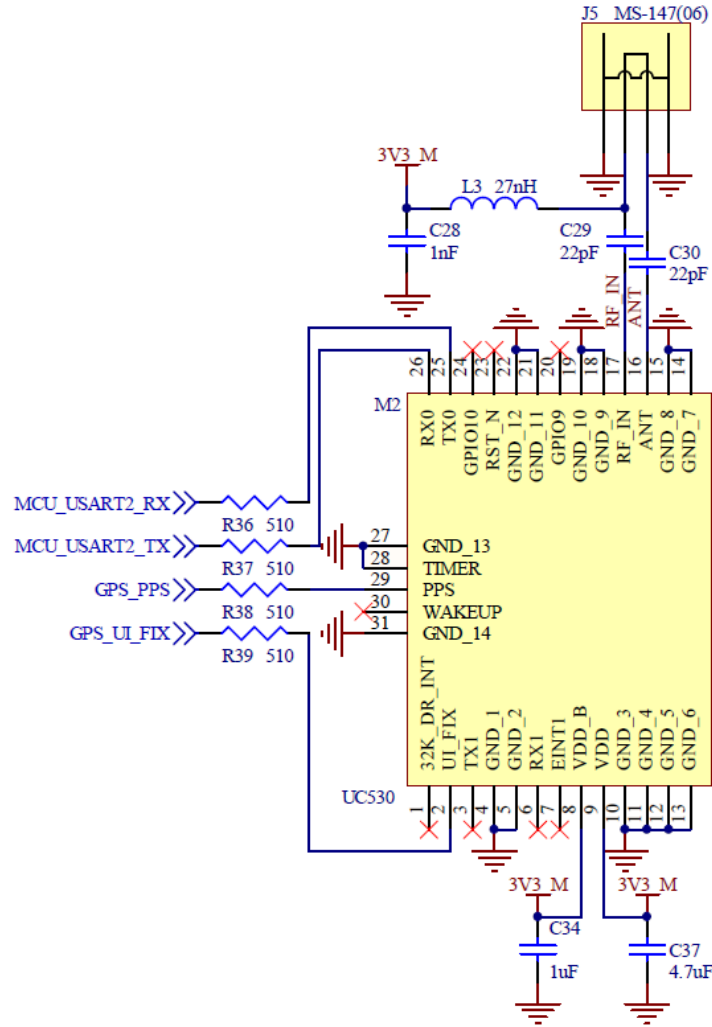 J5 MS-147(06)
3V3_M
L3 27nH
C28
1nF
C29
22pF
C30
22pF
RF_IN
ANT
26
25
24
23
22
21
20
19
18
17
16
15
14
M2
RX0
TX0
GPIO10
RST_N
GND_12
GND_11
GPIO9
GND_10
GND_9
RF_IN
ANT
GND_8
GND_7
MCU_USART2_RX
R36 510
MCU_USART2_TX
R37 510
GPS_PPS
R38 510
GPS_UI_FIX
R39 510
27 GND_13
28 TIMER
29 PPS
30 WAKEUP
31 GND_14
32K_DR_INT
UI_FIX
TX1
GND_1
GND_2
RX1
EINT1
VDD_B
VDD
GND_3
GND_4
GND_5
GND_6
UC530
1
2
3
4
5
6
7
8
9
10
11
12
13
3V3_M
3V3_M
C34
1uF
C37
4.7uF